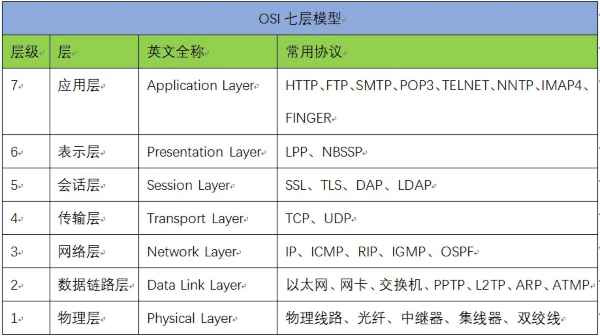 OSI 七层模型
层级 层 英文全称 常用协议
7 应用层 Application Layer HTTP、FTP、SMTP、POP3、TELNET、NNTP、IMAP4、
FINGER
6 表示层 Presentation Layer LPP、NBSSP
5 会话层 Session Layer SSL、TLS、DAP、LDAP
4 传输层 Transport Layer TCP、UDP
3 网络层 Network Layer IP、ICMP、RIP、IGMP、OSPF
2 数据链路层 Data Link Layer 以太网、网卡、交换机、PPTP、L2TP、ARP、ATMP
1 物理层 Physical Layer 物理线路、光纤、中继器、集线器、双绞线